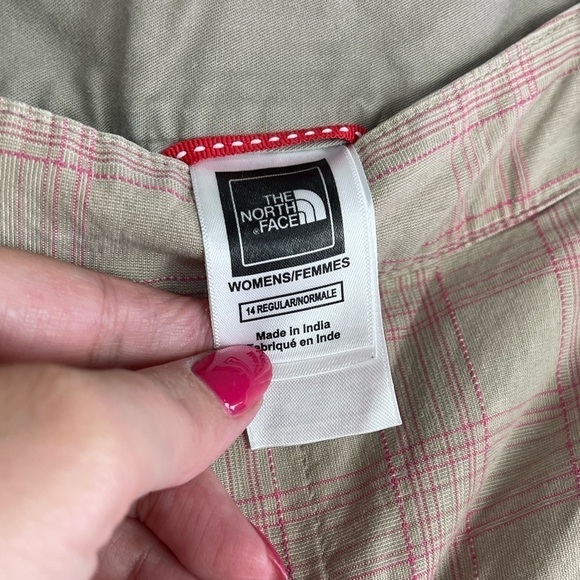 THE
NORTH
FACE
WOMENS/FEMMES
14 REGULAR/NORMALE
Made in India
Fabriqué en Inde